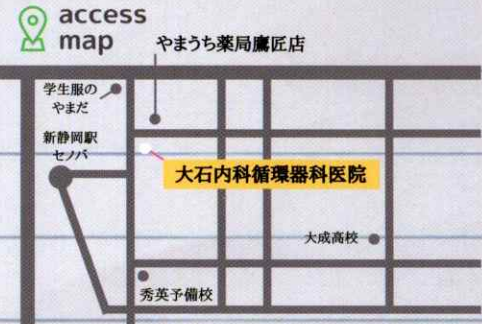 access
map
やまうち薬局鷹匠店
学生服の
やまだ
新静岡駅
セノバ
大石内科循環器科医院
大成高校
秀英予備校